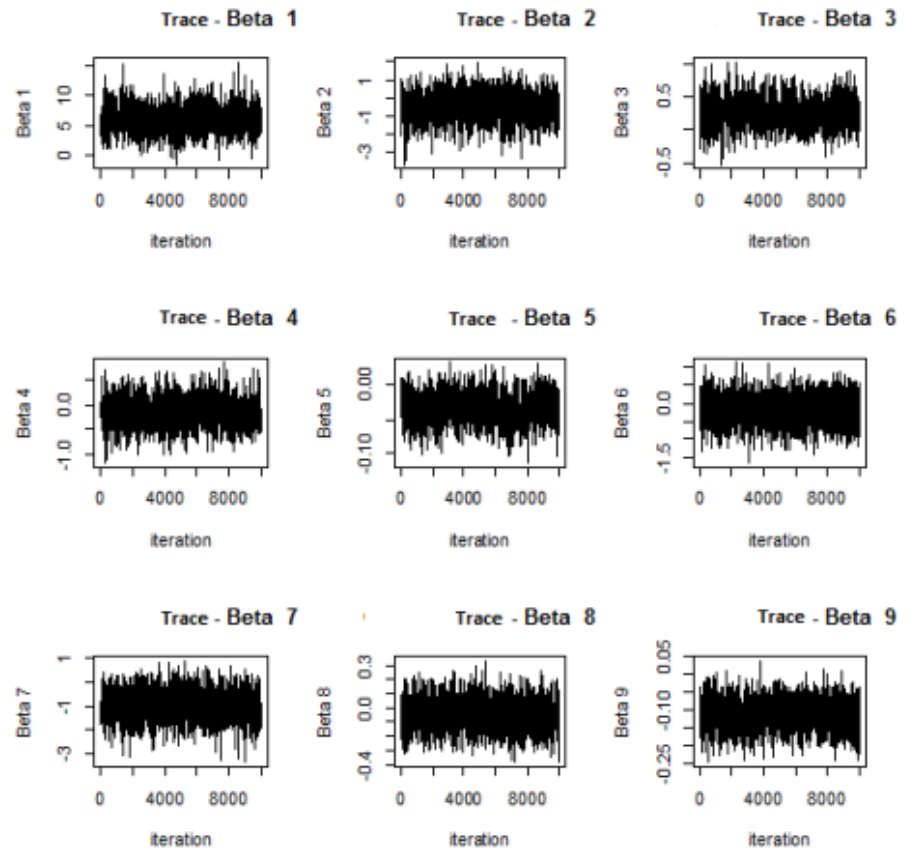 Trace - Beta 1
Beta 1
10
5
0
0 4000 8000
iteration
Trace - Beta 2
Beta 2
1
-1
-3
0 4000 8000
iteration
Trace - Beta 3
Beta 3
0.5
-0.5
0 4000 8000
iteration
Trace - Beta 4
Beta 4
0.0
-1.0
0 4000 8000
iteration
Trace - Beta 5
Beta 5
0.00
-0.10
0 4000 8000
iteration
Trace - Beta 6
Beta 6
0.0
-1.5
0 4000 8000
iteration
Trace - Beta 7
Beta 7
1
-1
-3
0 4000 8000
iteration
Trace - Beta 8
Beta 8
0.3
0.0
-0.4
0 4000 8000
iteration
Trace - Beta 9
Beta 9
0.05
-0.10
-0.25
0 4000 8000
iteration